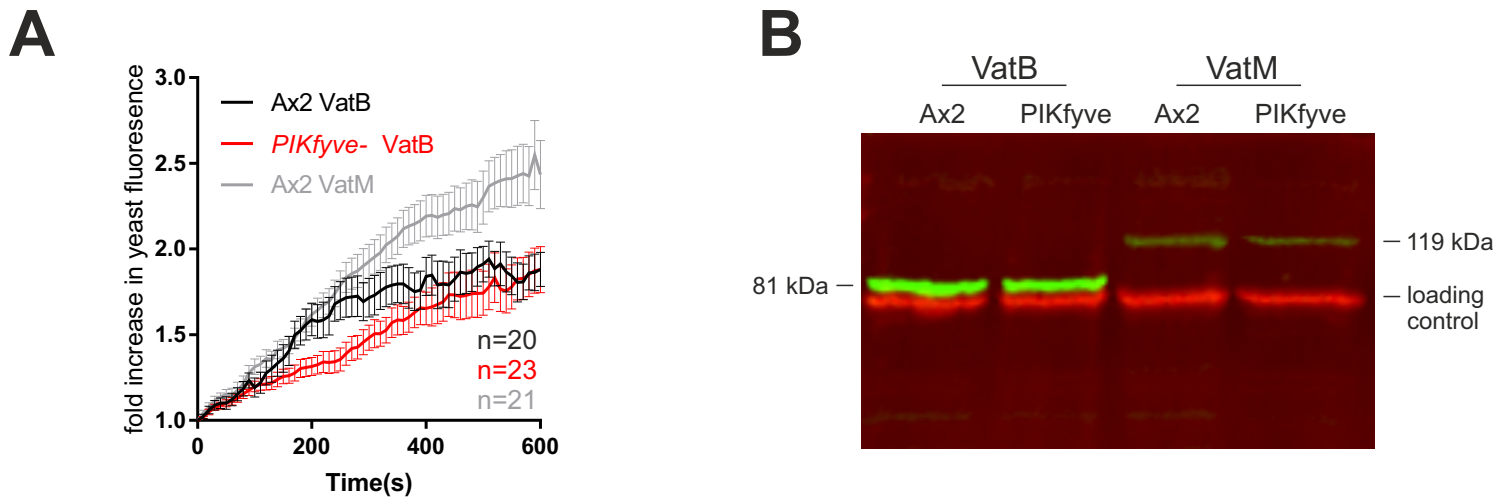 A
fold increase in yeast fluoresence
3.0
2.5
2.0
1.5
1.0
Ax2 VatB
PIKfyve- VatB
Ax2 VatM
n=20
n=23
n=21
0 200 400 600
Time(s)
B
VatB VatM
Ax2 PIKfyve Ax2 PIKfyve
81 kDa
119 kDa
loading
control